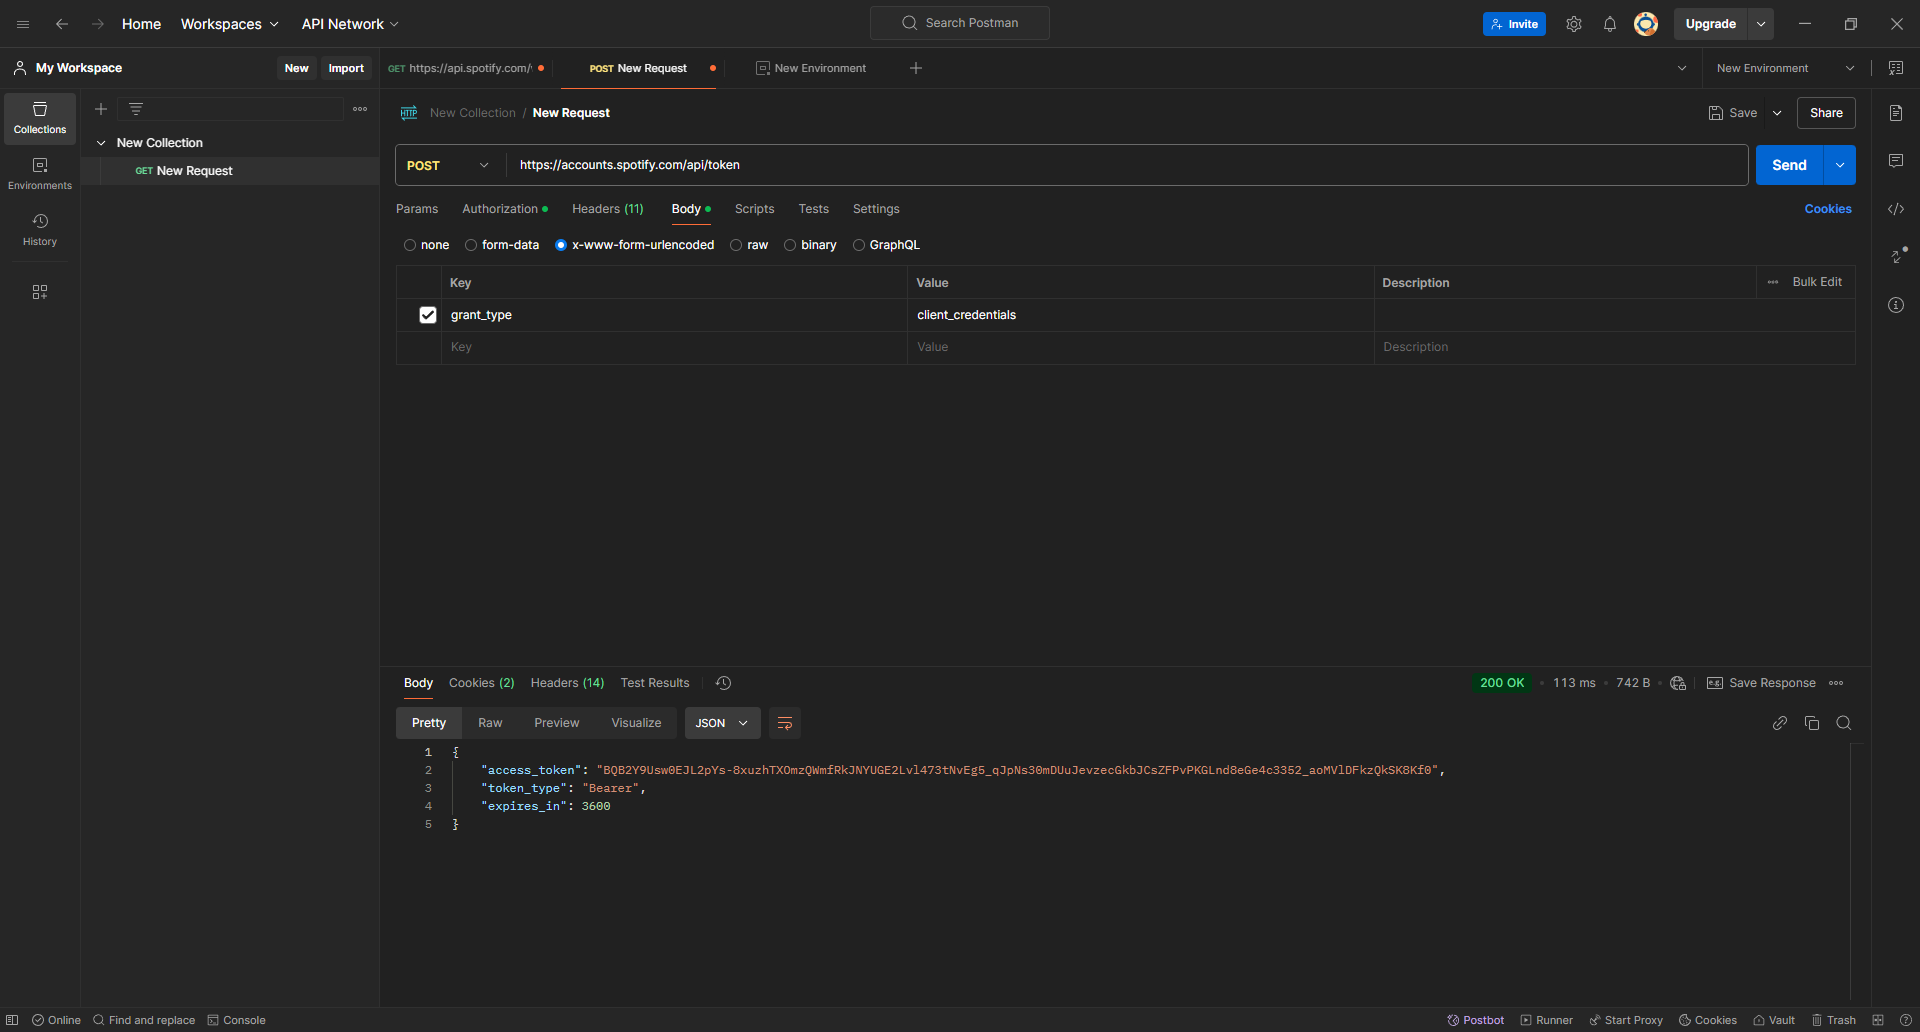 Home Workspaces API Network Search Postman Invite Upgrade
My Workspace New Import GET https://api.spotify.com/ POST New Request New Environment New Environment
Collections
Environments
History
New Collection
GET New Request
HTTP New Collection / New Request Save Share
POST https://accounts.spotify.com/api/token Send
Params Authorization Headers (11) Body Scripts Tests Settings Cookies
none form-data x-www-form-urlencoded raw binary GraphQL
Key Value Description Bulk Edit
grant_type client_credentials
Key Value Description
Body Cookies (2) Headers (14) Test Results 200 OK 113 ms 742 B e.g. Save Response
Pretty Raw Preview Visualize JSON
1 {
2 "access_token": "BQB2Y9Usw0EJL2pYs-8xuzhTXOmzQWmfRkJNYUGE2Lvl473tNvEg5_qJpNs30mDUuJevzecGkbJCsZFPvPKGLnd8eGe4c3352_aoMVlDFkzQkSK8Kf0",
3 "token_type": "Bearer",
4 "expires_in": 3600
5 }
Online Find and replace Console Postbot Runner Start Proxy Cookies Vault Trash